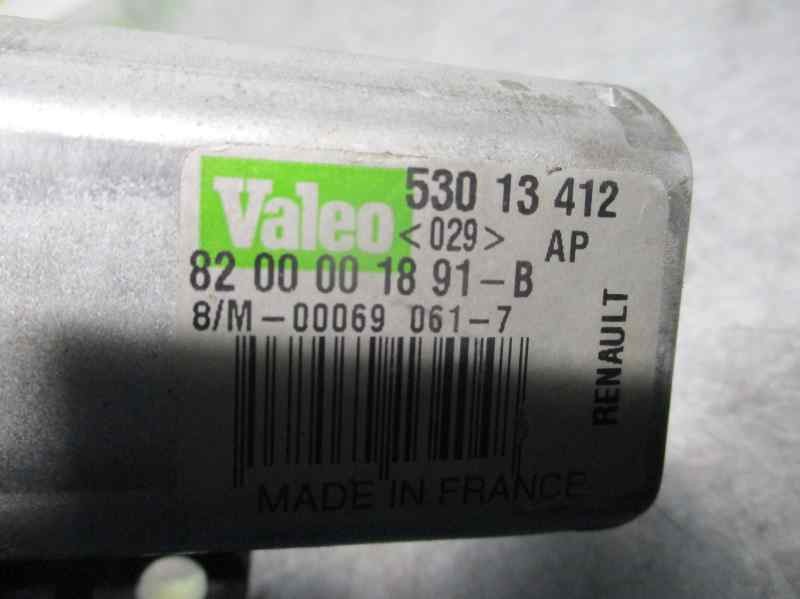 Valeo 530 13 412
<029> AP
82 00 00 18 91-B
8/M-00069 061-7
RENAULT
MADE IN FRANCE